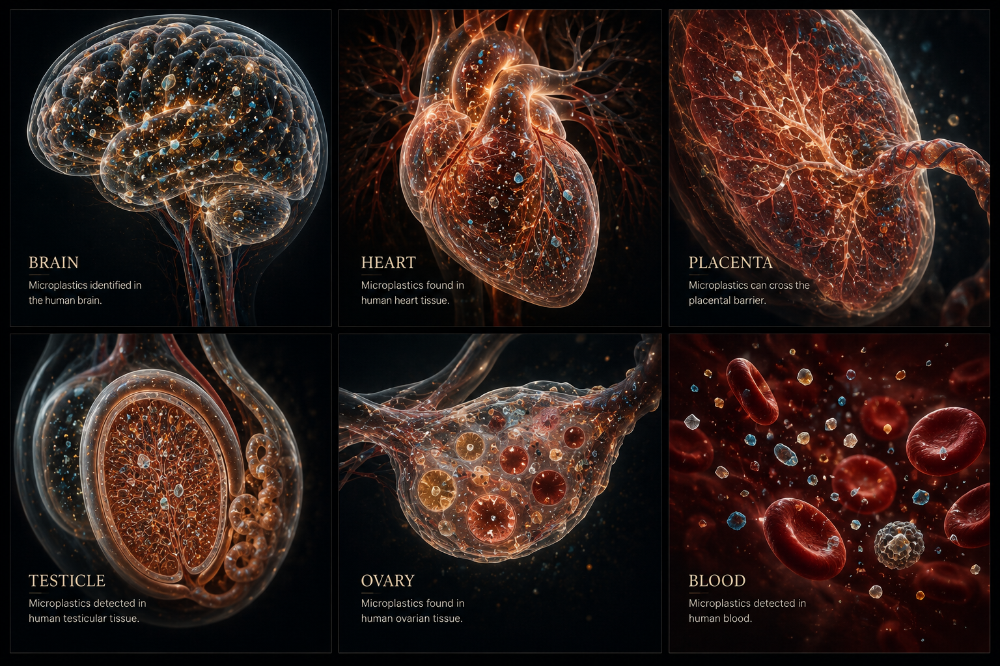 BRAIN
Microplastics identified in
the human brain.
HEART
Microplastics found in
human heart tissue.
PLACENTA
Microplastics can cross the
placental barrier.
TESTICLE
Microplastics detected in
human testicular tissue.
OVARY
Microplastics found in
human ovarian tissue.
BLOOD
Microplastics detected in
human blood.